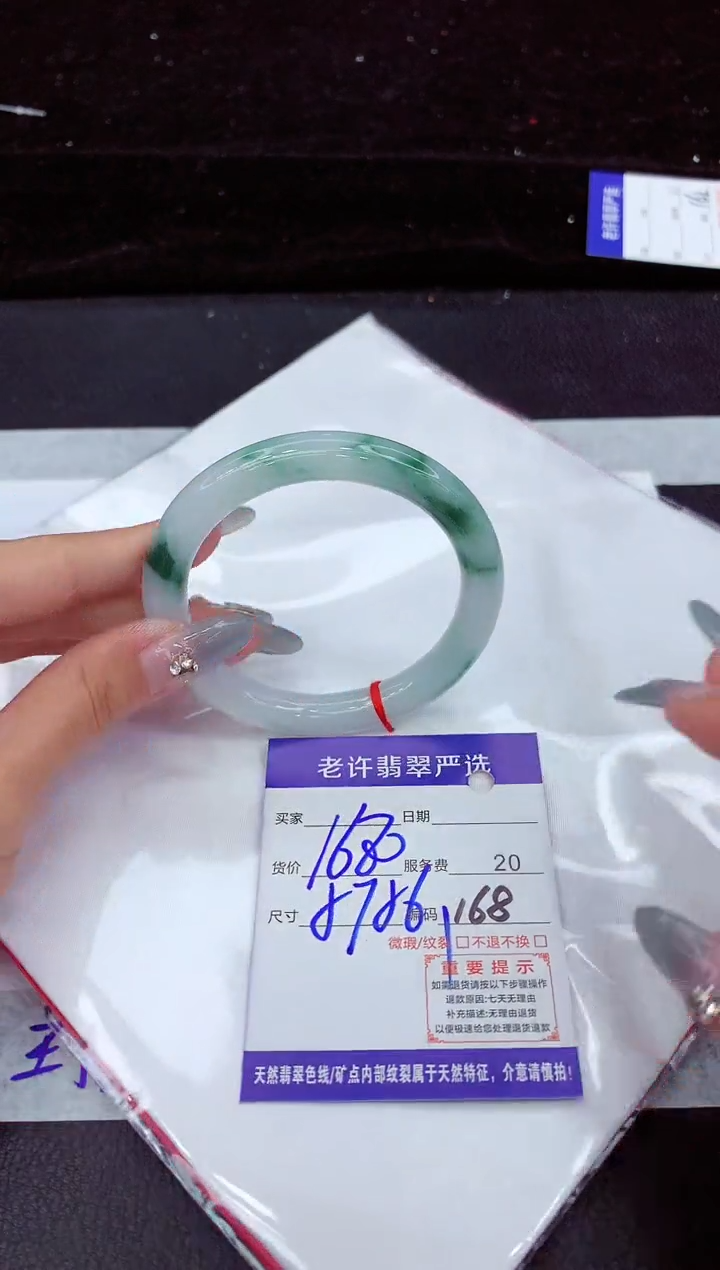 老许翡翠严选
买家 日期
货价 1680 服务费 20
尺寸 编码 168
微瑕/纹裂 □ 不退不换 □
重要提示
如需退货请按以下步骤操作
退款原因:七天无理由
补充描述:无理由退货
以便极速给您处理退货退款
天然翡翠色线/矿点内部纹裂属于天然特征，介意请慎拍！